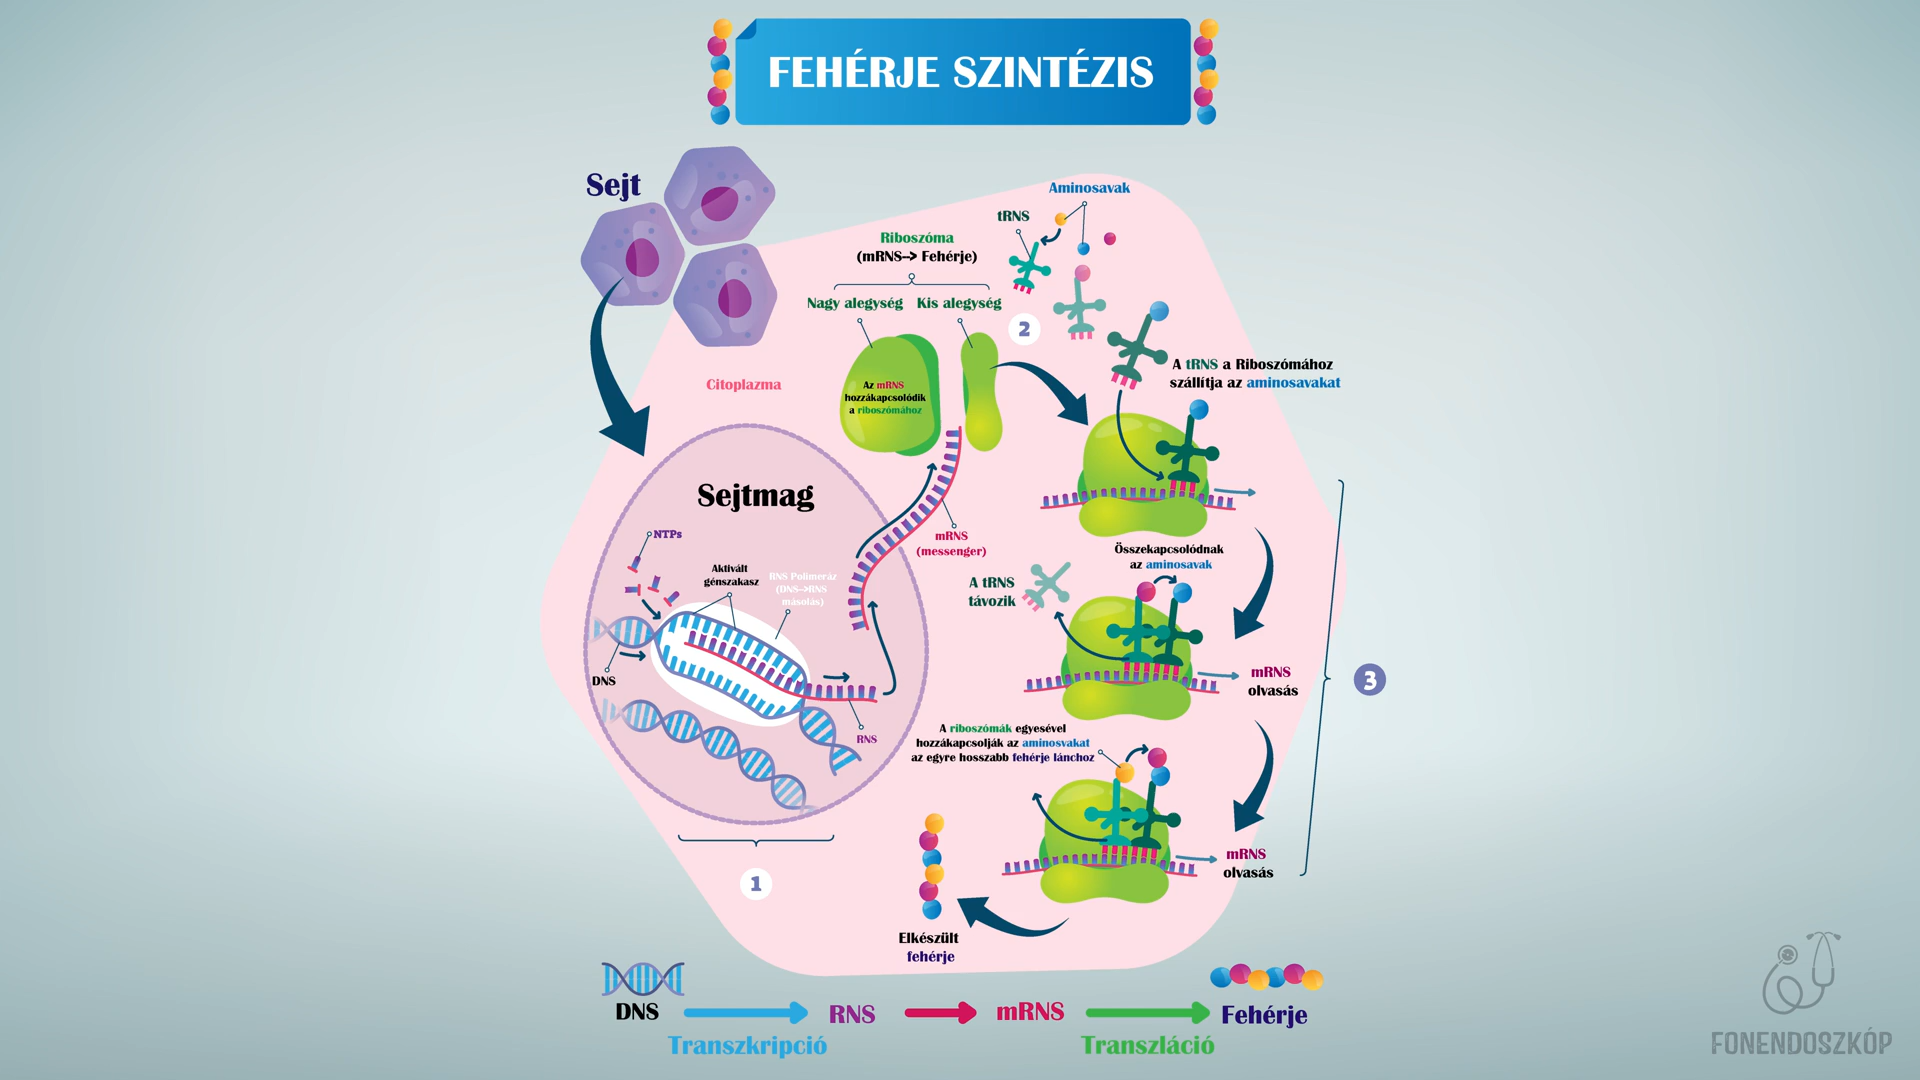 FEHÉRJE SZINTÉZIS
Sejt
Aminosavak
tRNS
Riboszóma
(mRNS--> Fehérje)
Nagy alegység
Kis alegység
2
Az mRNS
hozzákapcsolódik
a riboszómához
A tRNS a Riboszómához
szállítja az aminosavakat
Citoplazma
Sejtmag
NTPs
Aktivált
génszakasz
RNS Polimeráz
(DNS-->RNS
másolás)
mRNS
(messenger)
DNS
RNS
1
Összekapcsolódnak
az aminosavak
A tRNS
távozik
mRNS
olvasás
3
A riboszómák egyesével
hozzákapcsolják az aminosvakat
az egyre hosszabb fehérje lánchoz
mRNS
olvasás
Elkészült
fehérje
DNS
RNS
mRNS
Fehérje
Transzkripció
Transzláció
FONENDOSZKÓP